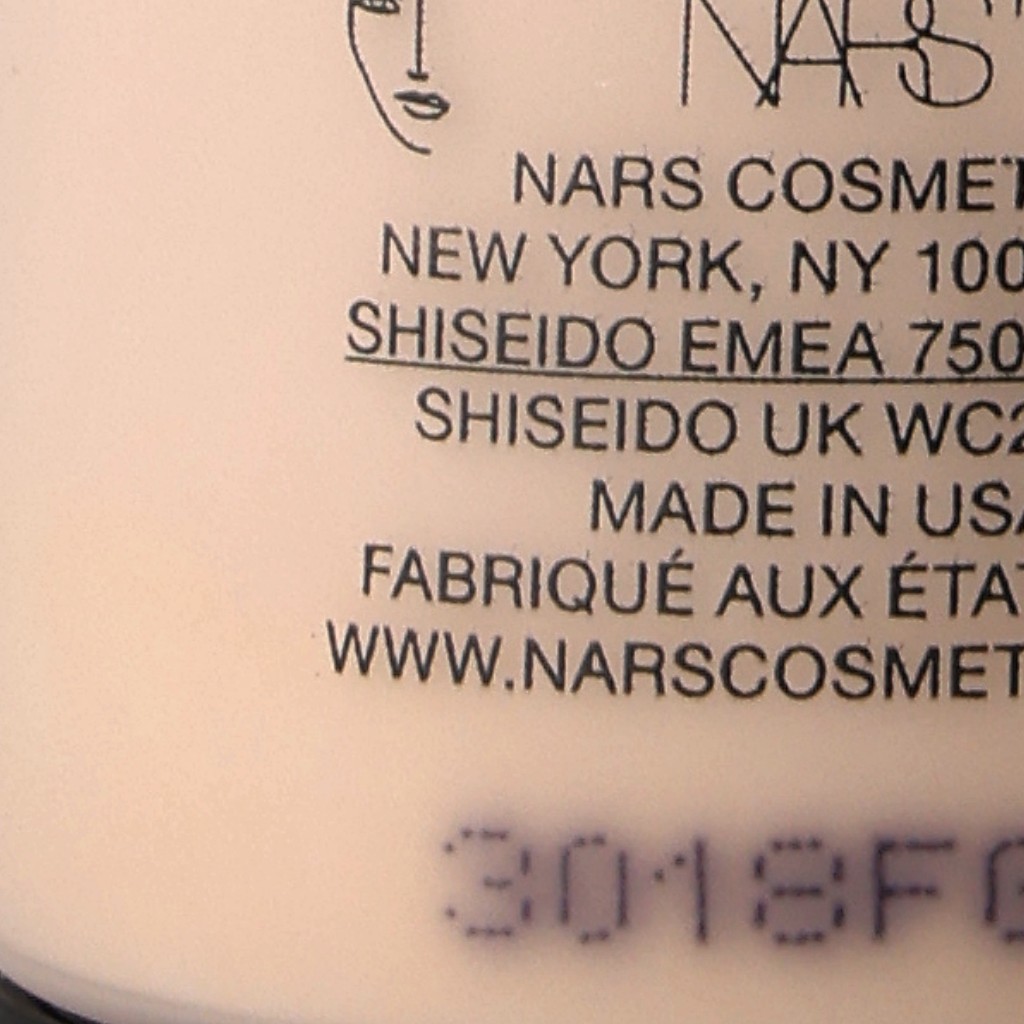 NARS
NARS COSMET
NEW YORK, NY 100
SHISEIDO EMEA 750
SHISEIDO UK WC2
MADE IN USA
FABRIQUÉ AUX ÉTAT
WWW.NARSCOSMET
3018F